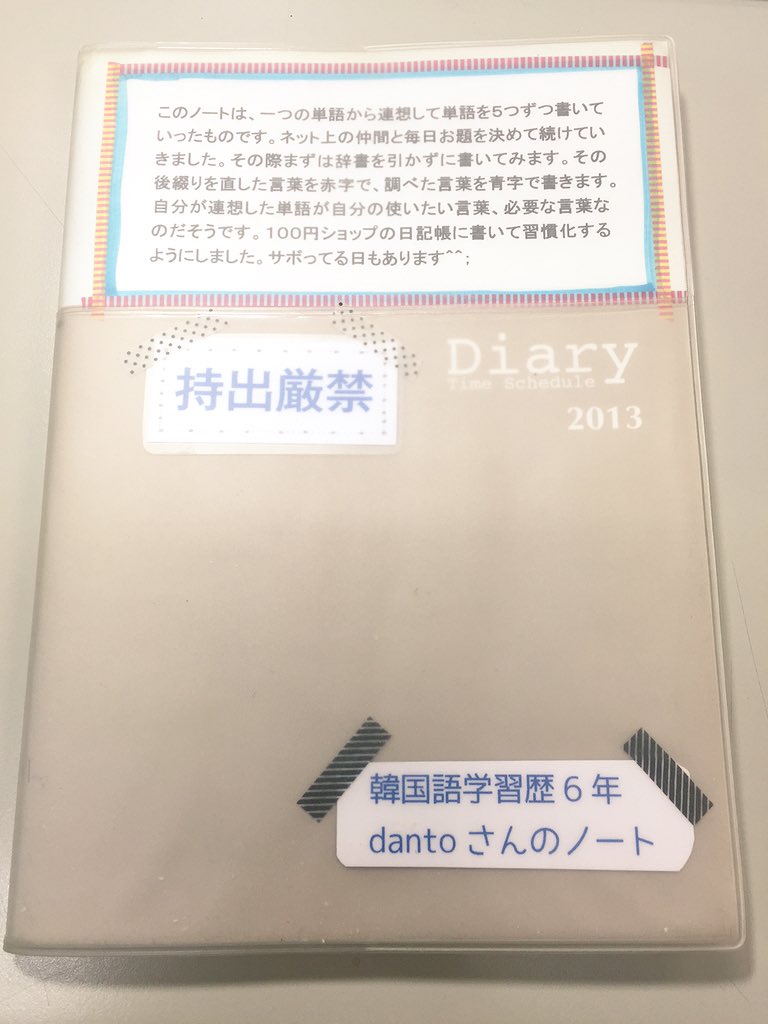 このノートは、一つの単語から連想して単語を５つずつ書いて
いったものです。ネット上の仲間と毎日お題を決めて続けてい
きました。その際まずは辞書を引かずに書いてみます。その
後綴りを直した言葉を赤字で、調べた言葉を青字で書きます。
自分が連想した単語が自分の使いたい言葉、必要な言葉な
のだそうです。１００円ショップの日記帳に書いて習慣化する
ようにしました。サボってる日もあります^^;
持出厳禁
Diary
Time Schedule
2013
韓国語学習歴６年
danto さんのノート